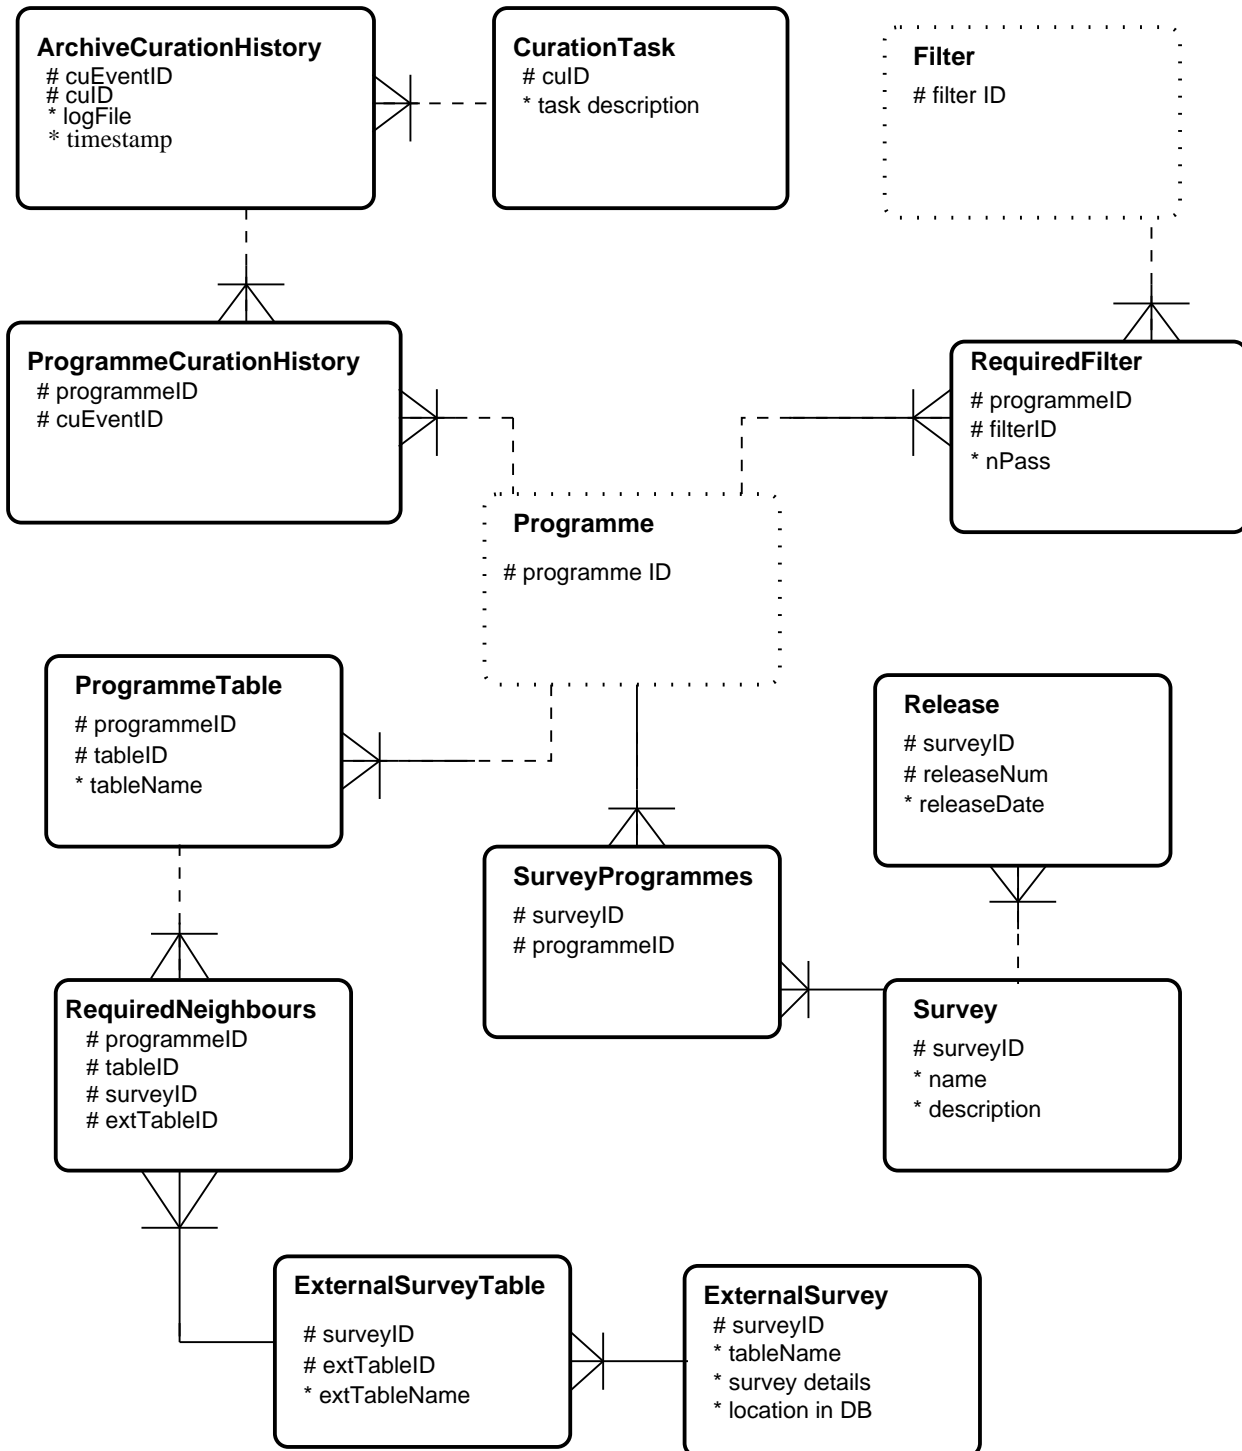 ArchiveCurationHistory
# cuEventID
# cuID
* logFile
* timestamp
CurationTask
# cuID
* task description
Filter
# filter ID
ProgrammeCurationHistory
# programmeID
# cuEventID
RequiredFilter
# programmeID
# filterID
* nPass
Programme
# programme ID
ProgrammeTable
# programmeID
# tableID
* tableName
Release
# surveyID
# releaseNum
* releaseDate
SurveyProgrammes
# surveyID
# programmeID
RequiredNeighbours
# programmeID
# tableID
# surveyID
# extTableID
Survey
# surveyID
* name
* description
ExternalSurveyTable
# surveyID
# extTableID
* extTableName
ExternalSurvey
# surveyID
* tableName
* survey details
* location in DB